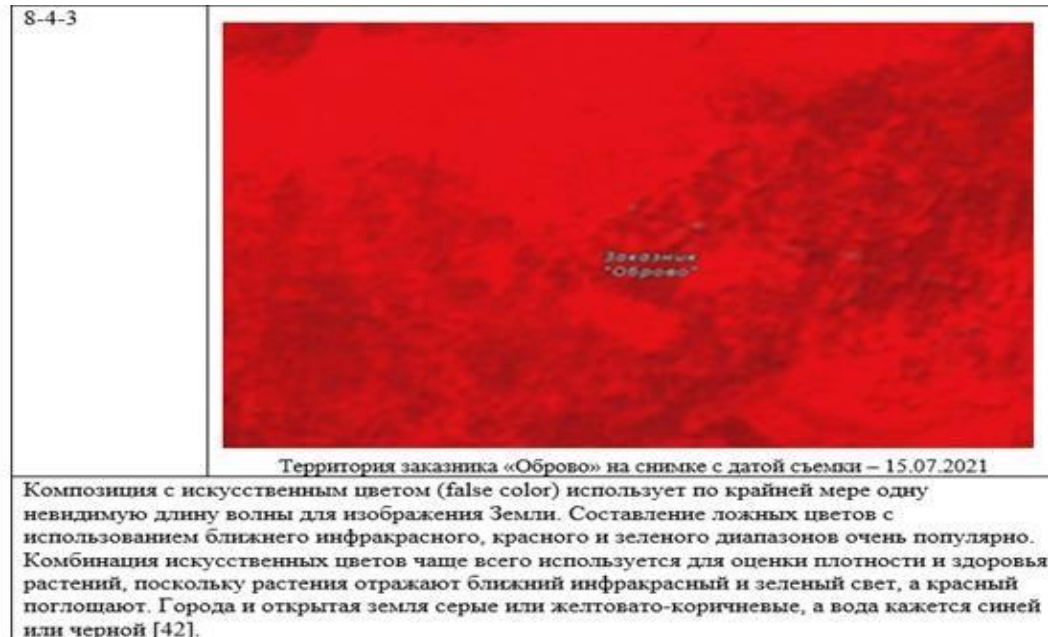 8-4-3
Заказник
"Оброво"
Территория заказника «Оброво» на снимке с датой съемки – 15.07.2021
Композиция с искусственным цветом (false color) использует по крайней мере одну
невидимую длину волны для изображения Земли. Составление ложных цветов с
использованием ближнего инфракрасного, красного и зеленого диапазонов очень популярно.
Комбинация искусственных цветов чаще всего используется для оценки плотности и здоровья
растений, поскольку растения отражают ближний инфракрасный и зеленый свет, а красный
поглощают. Города и открытая земля серые или желтовато-коричневые, а вода кажется синей
или черной [42].